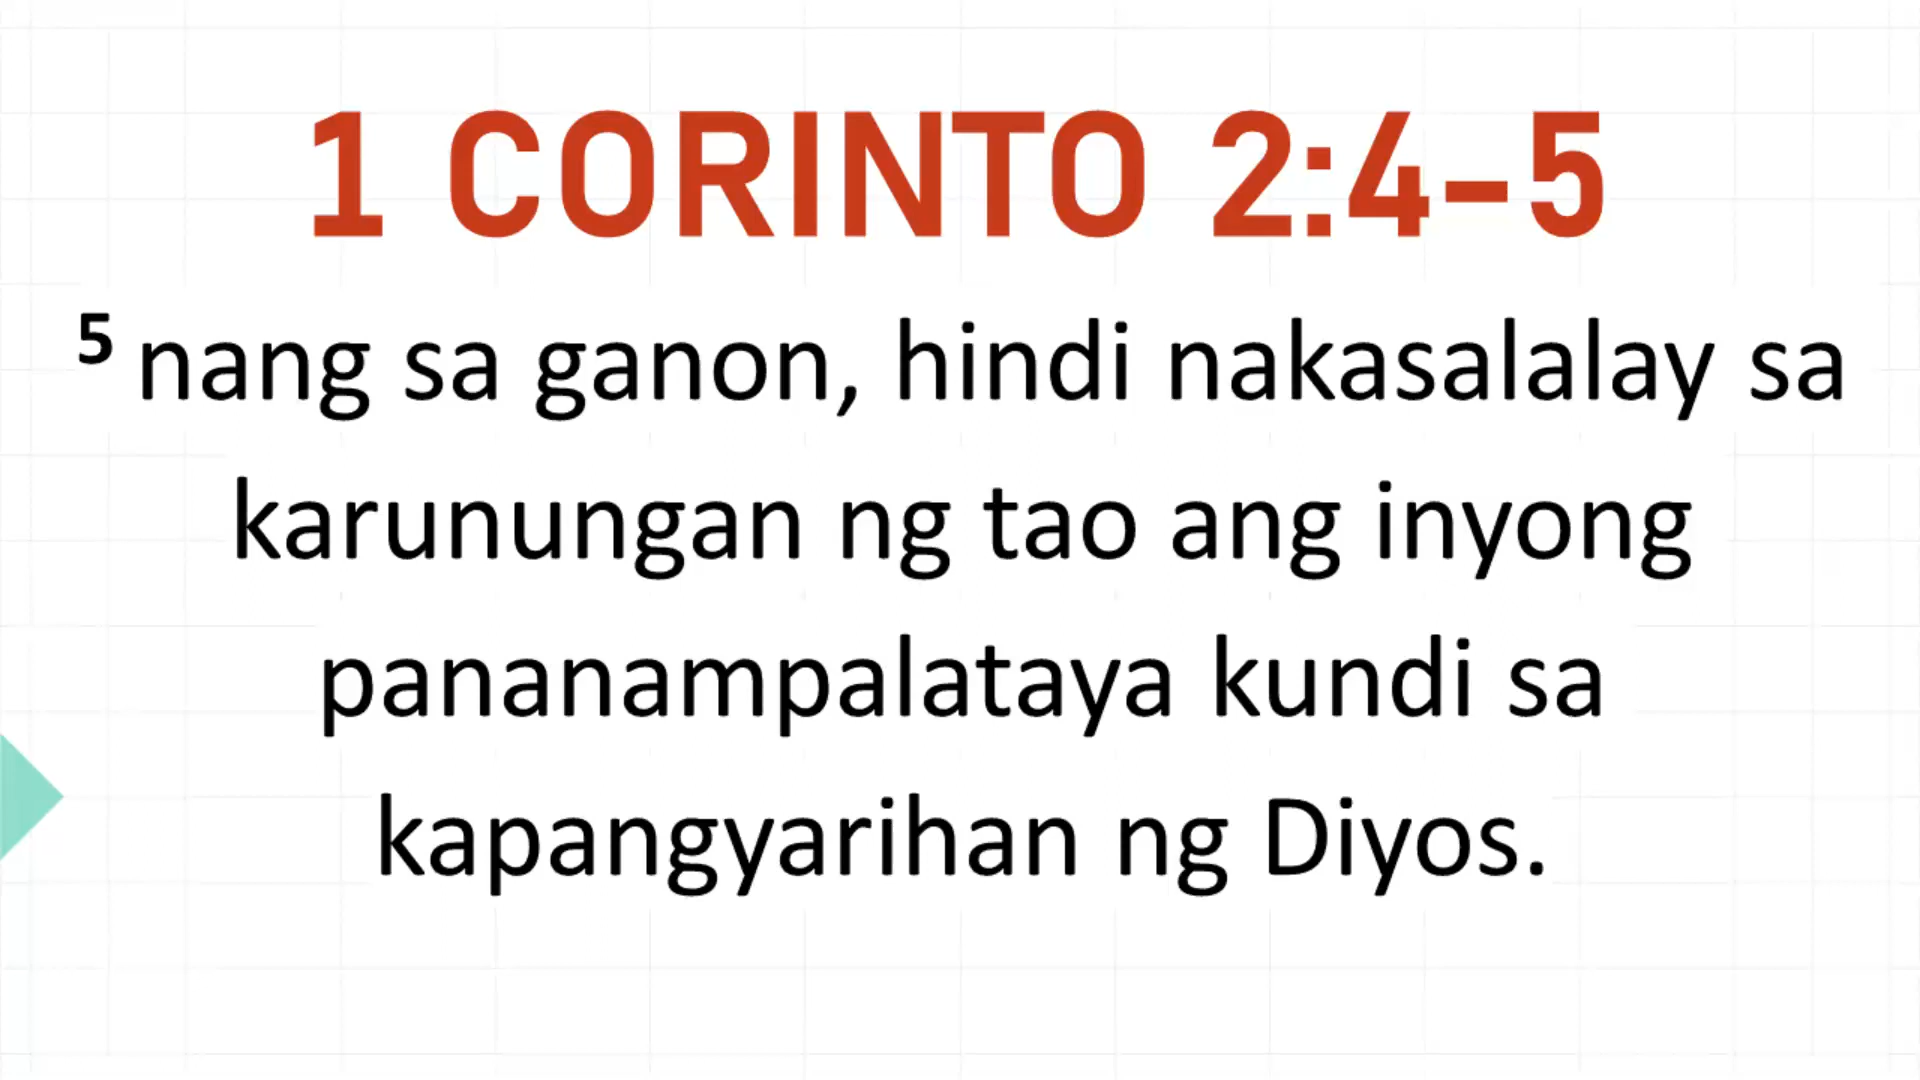 1 CORINTO 2:4-5
5 nang sa ganon, hindi nakasalalay sa
karunungan ng tao ang inyong
pananampalataya kundi sa
kapangyarihan ng Diyos.